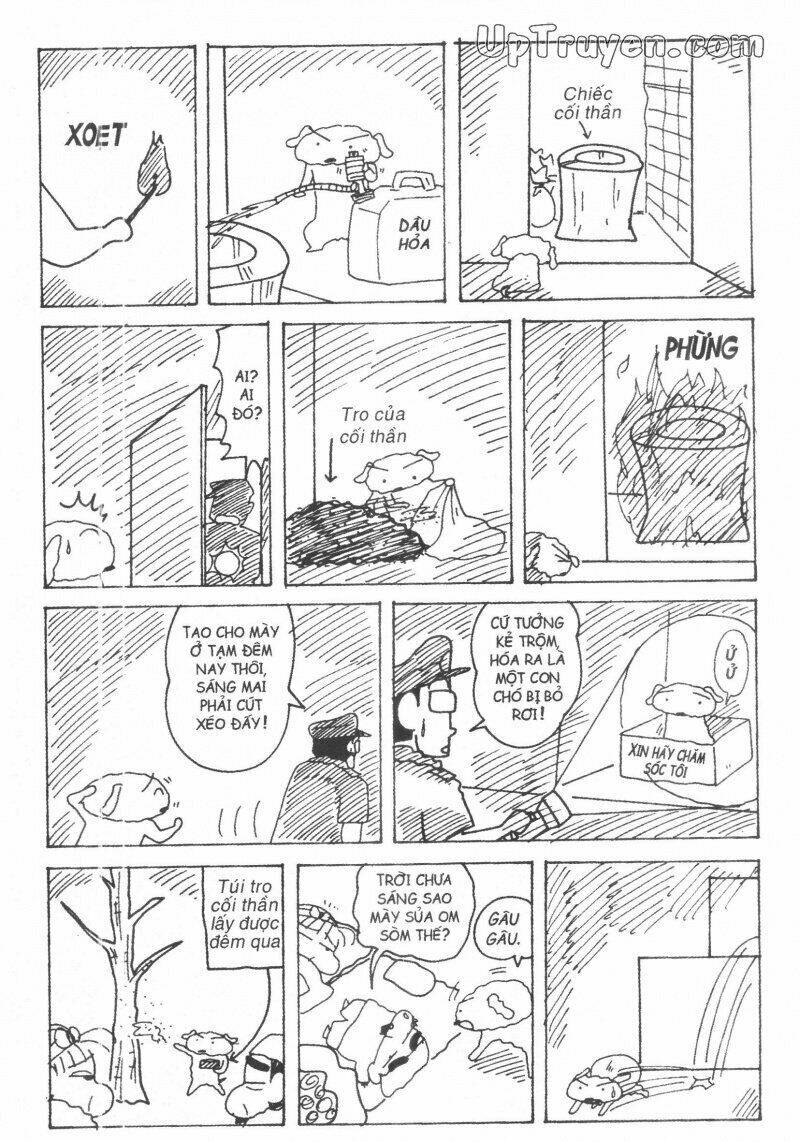 UpTruyen.com
Chiếc
cối thần
DẦU
HỎA
XOẸT
PHỪNG
Tro của
cối thần
AI?
AI
ĐÓ?
Ử
Ử
XIN HÃY CHĂM
SÓC TÔI
CỨ TƯỞNG
KẺ TRỘM,
HÓA RA LÀ
MỘT CON
CHÓ BỊ BỎ
RƠI!
TAO CHO MÀY
Ở TẠM ĐÊM
NAY THÔI,
SÁNG MAI
PHẢI CÚT
XÉO ĐẤY!
GÂU
GÂU.
TRỜI CHƯA
SÁNG SAO
MÀY SỦA OM
SÒM THẾ?
Túi tro
cối thần
lấy được
đêm qua